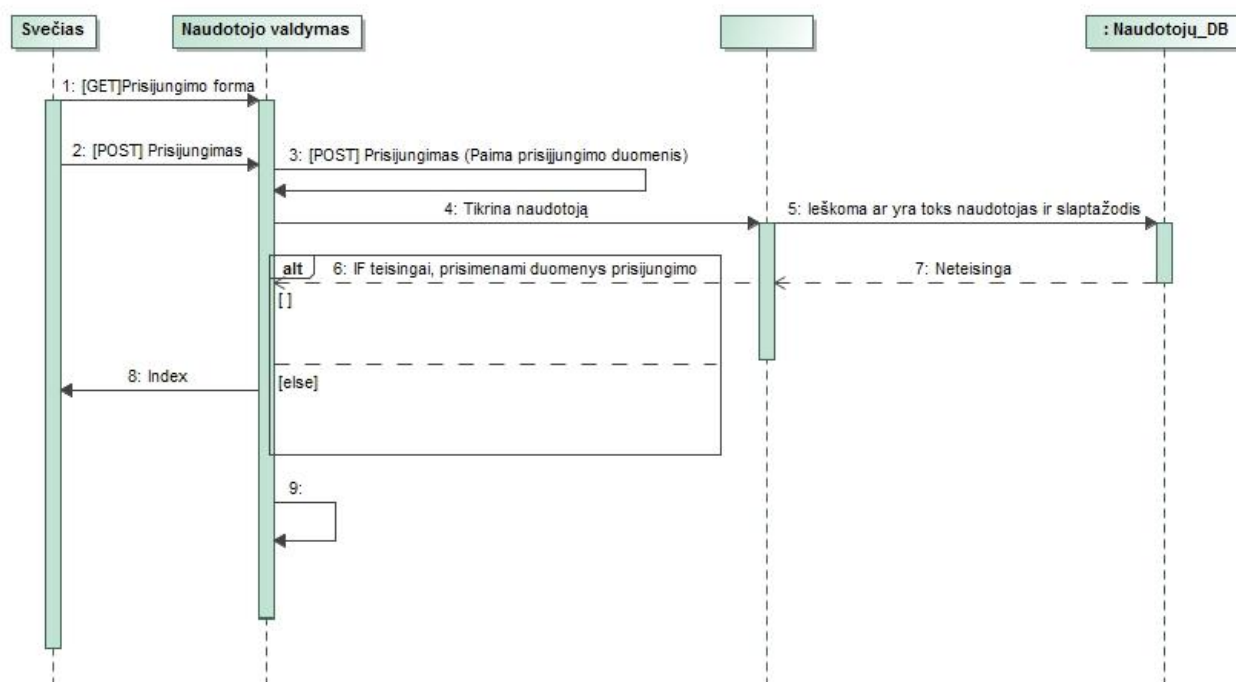 Svečias
Naudotojo valdymas
: Naudotojų_DB
1: [GET]Prisijungimo forma
2: [POST] Prisijungimas
3: [POST] Prisijungimas (Paima prisijjungimo duomenis)
4: Tikrina naudotoją
5: Ieškoma ar yra toks naudotojas ir slaptažodis
alt
6: IF teisingai, prisimenami duomenys prisijungimo
7: Neteisinga
[ ]
8: Index
[else]
9: